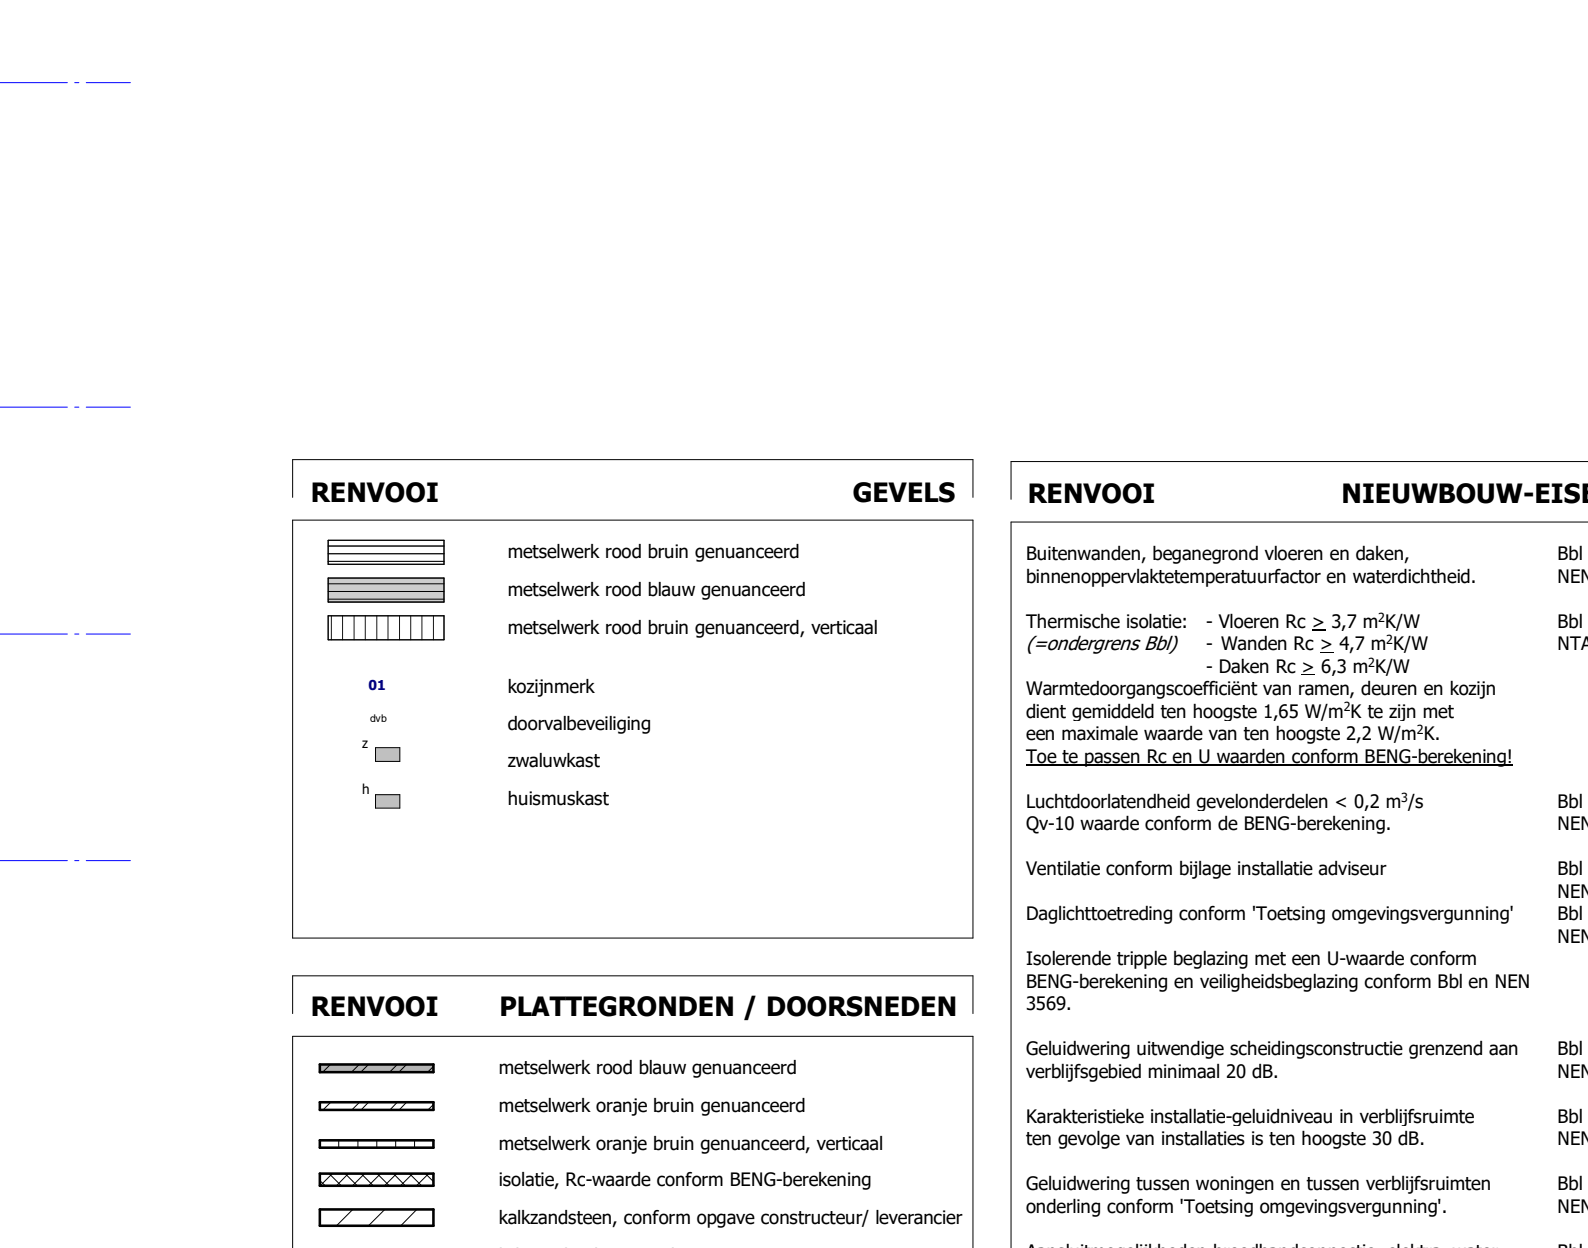 RENVOOI GEVELS
metselwerk rood bruin genuanceerd
metselwerk rood blauw genuanceerd
metselwerk rood bruin genuanceerd, verticaal
01 kozijnmerk
dvb doorvalbeveiliging
z zwaluwkast
h huismuskast
RENVOOI PLATTEGRONDEN / DOORSNEDEN
metselwerk rood blauw genuanceerd
metselwerk oranje bruin genuanceerd
metselwerk oranje bruin genuanceerd, verticaal
isolatie, Rc-waarde conform BENG-berekening
kalkzandsteen, conform opgave constructeur/ leverancier
RENVOOI NIEUWBOUW-EISE
Buitenwanden, beganegrond vloeren en daken, Bbl
binnenoppervlaktetemperatuurfactor en waterdichtheid. NEN
Thermische isolatie: - Vloeren Rc ≥ 3,7 m²K/W Bbl
(=ondergrens Bbl) - Wanden Rc ≥ 4,7 m²K/W NTA
- Daken Rc ≥ 6,3 m²K/W
Warmtedoorgangscoefficiënt van ramen, deuren en kozijn
dient gemiddeld ten hoogste 1,65 W/m²K te zijn met
een maximale waarde van ten hoogste 2,2 W/m²K.
Toe te passen Rc en U waarden conform BENG-berekening!
Luchtdoorlatendheid gevelonderdelen < 0,2 m³/s Bbl
Qv-10 waarde conform de BENG-berekening. NEN
Ventilatie conform bijlage installatie adviseur Bbl
NEN
Daglichttoetreding conform 'Toetsing omgevingsvergunning' Bbl
NEN
Isolerende tripple beglazing met een U-waarde conform
BENG-berekening en veiligheidsbeglazing conform Bbl en NEN
3569.
Geluidwering uitwendige scheidingsconstructie grenzend aan Bbl
verblijfsgebied minimaal 20 dB. NEN
Karakteristieke installatie-geluidniveau in verblijfsruimte Bbl
ten gevolge van installaties is ten hoogste 30 dB. NEN
Geluidwering tussen woningen en tussen verblijfsruimten Bbl
onderling conform 'Toetsing omgevingsvergunning'. NEN